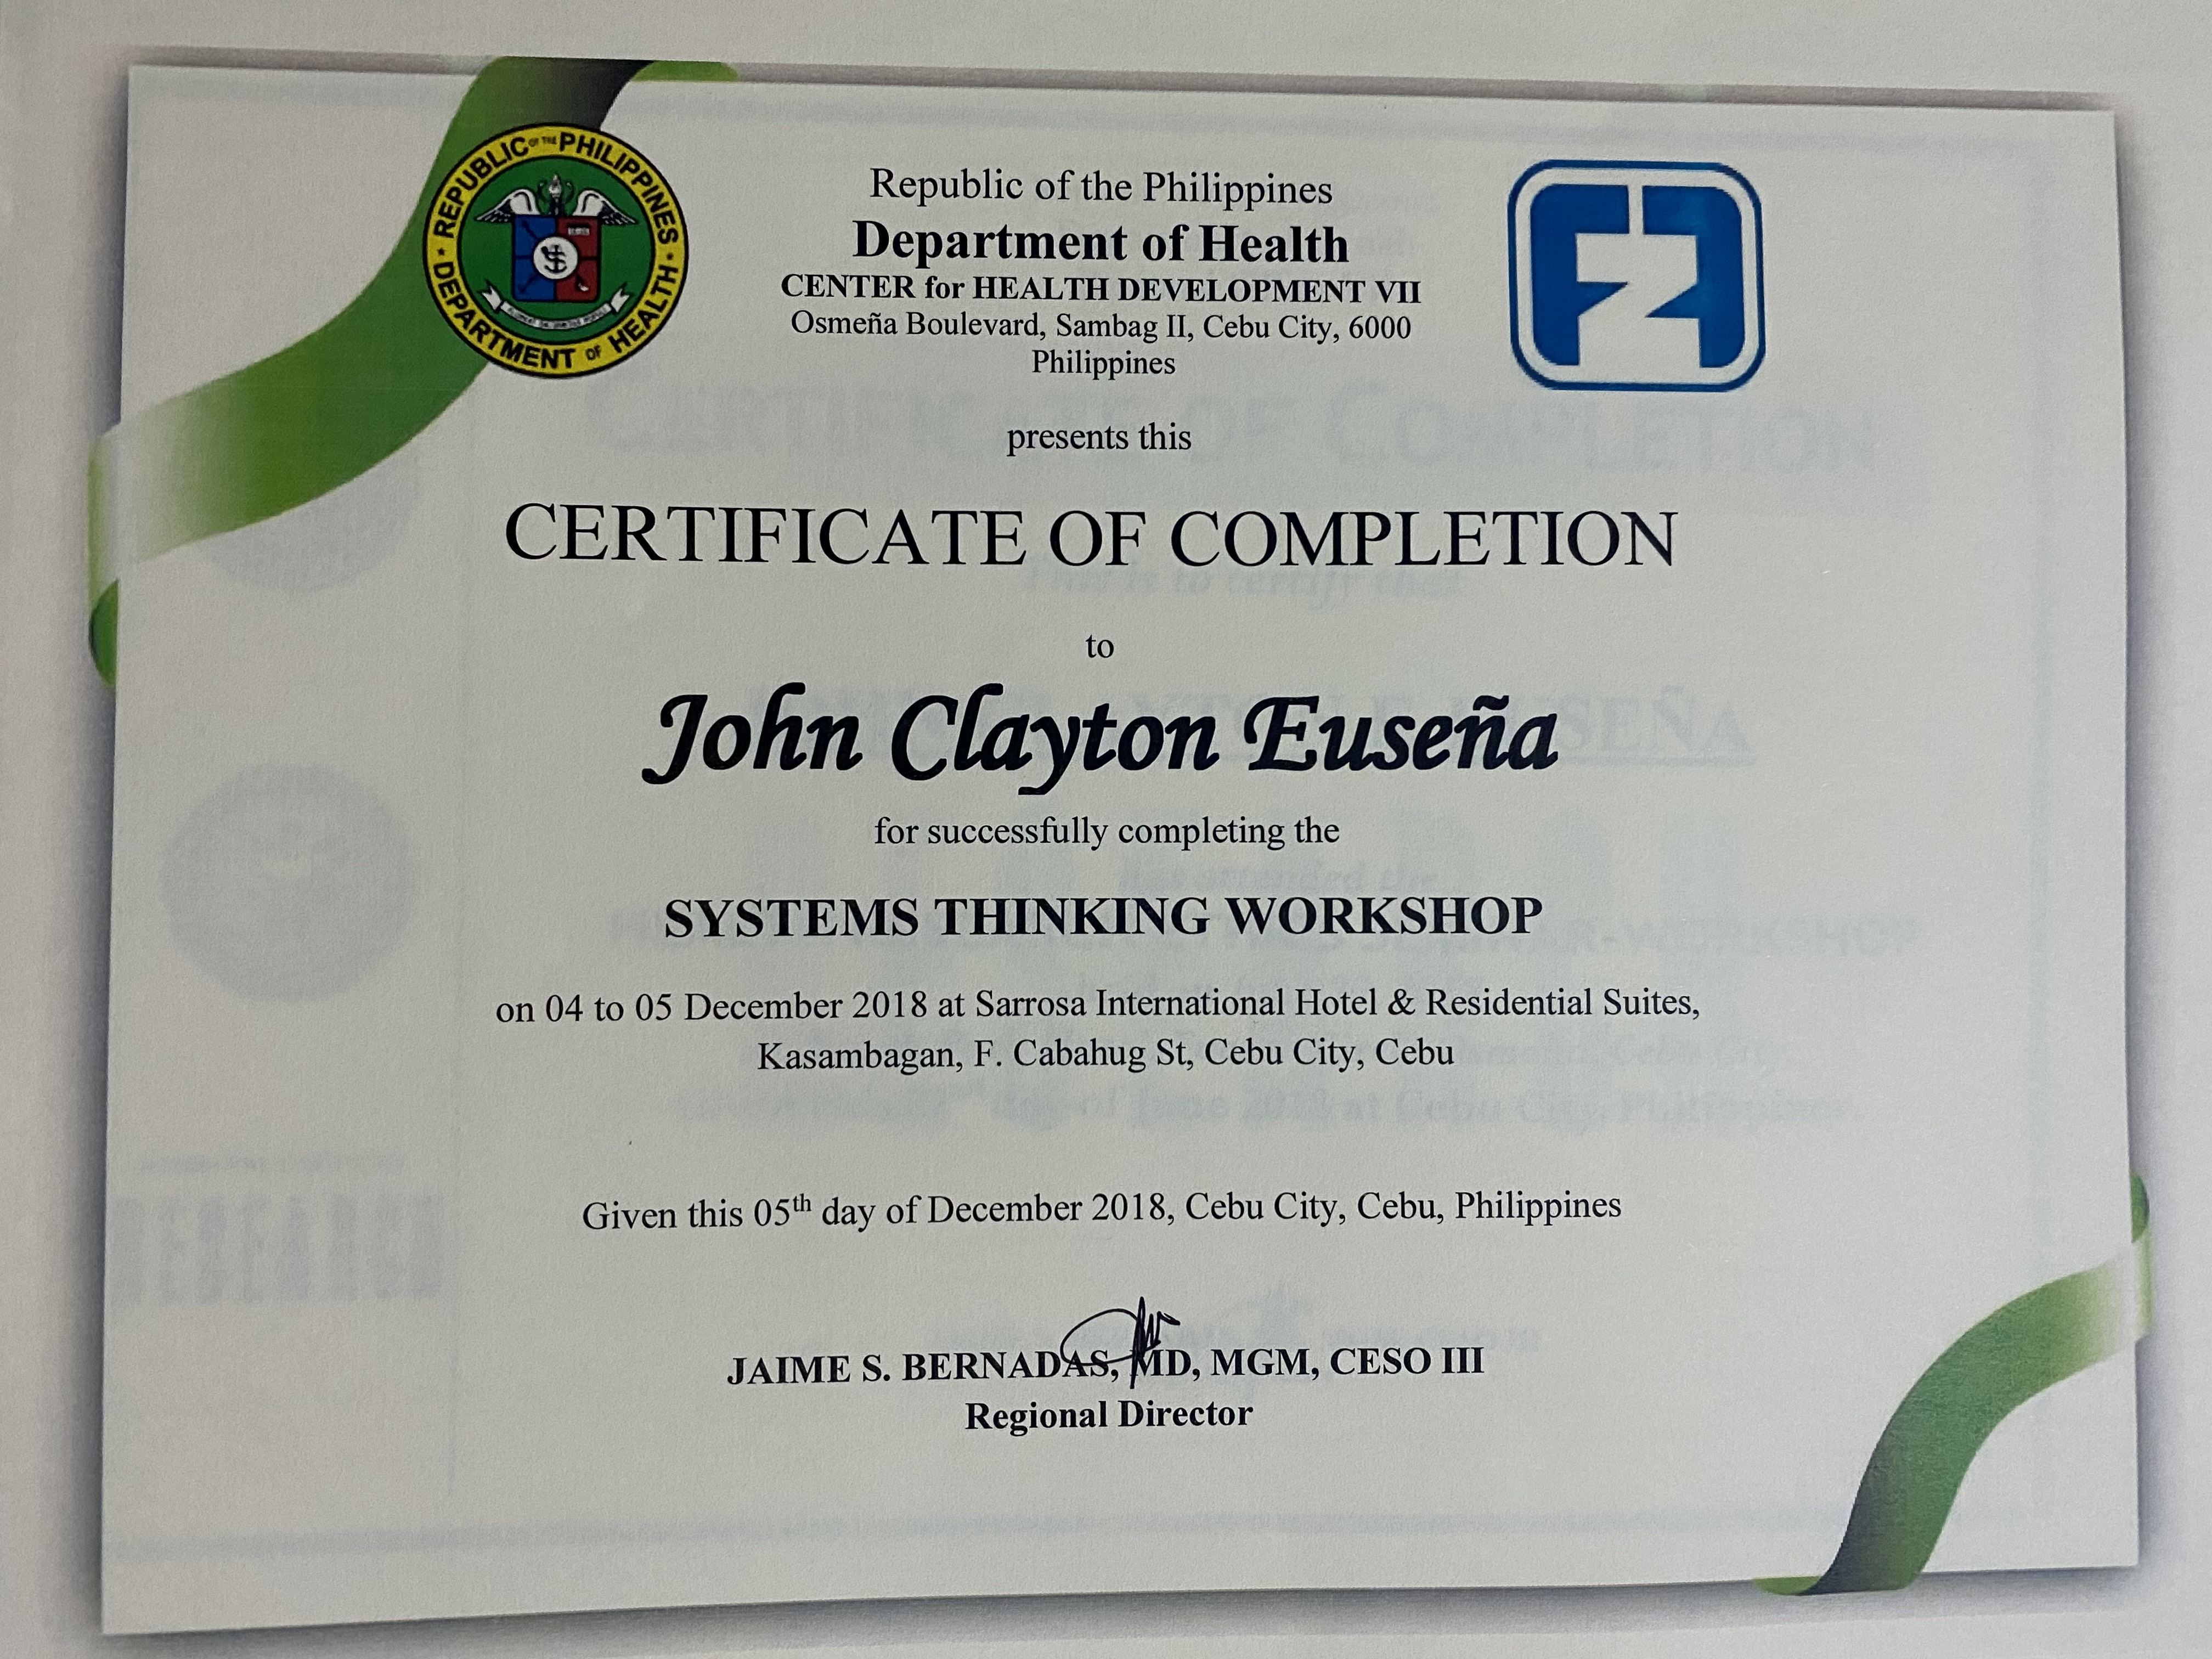 REPUBLIC OF THE PHILIPPINES
DEPARTMENT OF HEALTH
Republic of the Philippines
Department of Health
CENTER for HEALTH DEVELOPMENT VII
Osmeña Boulevard, Sambag II, Cebu City, 6000
Philippines
presents this
CERTIFICATE OF COMPLETION
to
John Clayton Euseña
for successfully completing the
SYSTEMS THINKING WORKSHOP
on 04 to 05 December 2018 at Sarrosa International Hotel & Residential Suites,
Kasambagan, F. Cabahug St, Cebu City, Cebu
Given this 05th day of December 2018, Cebu City, Cebu, Philippines
JAIME S. BERNADAS, MD, MGM, CESO III
Regional Director